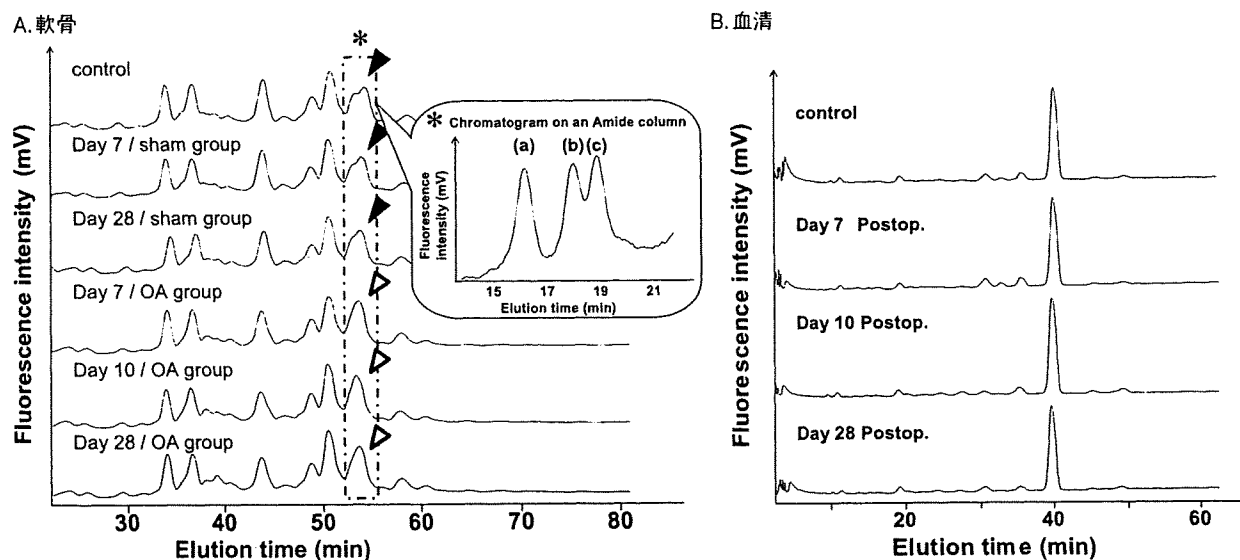 A. 軟骨
Fluorescence intensity (mV)
control
Day 7 / sham group
Day 28 / sham group
Day 7 / OA group
Day 10 / OA group
Day 28 / OA group
*
* Chromatogram on an Amide column
(a)
(b) (c)
Fluorescence
intensity (mV)
15 17 19 21
Elution time (min)
30 40 50 60 70 80
Elution time (min)
B. 血清
Fluorescence intensity (mV)
control
Day 7 Postop.
Day 10 Postop.
Day 28 Postop.
20 40 60
Elution time (min)